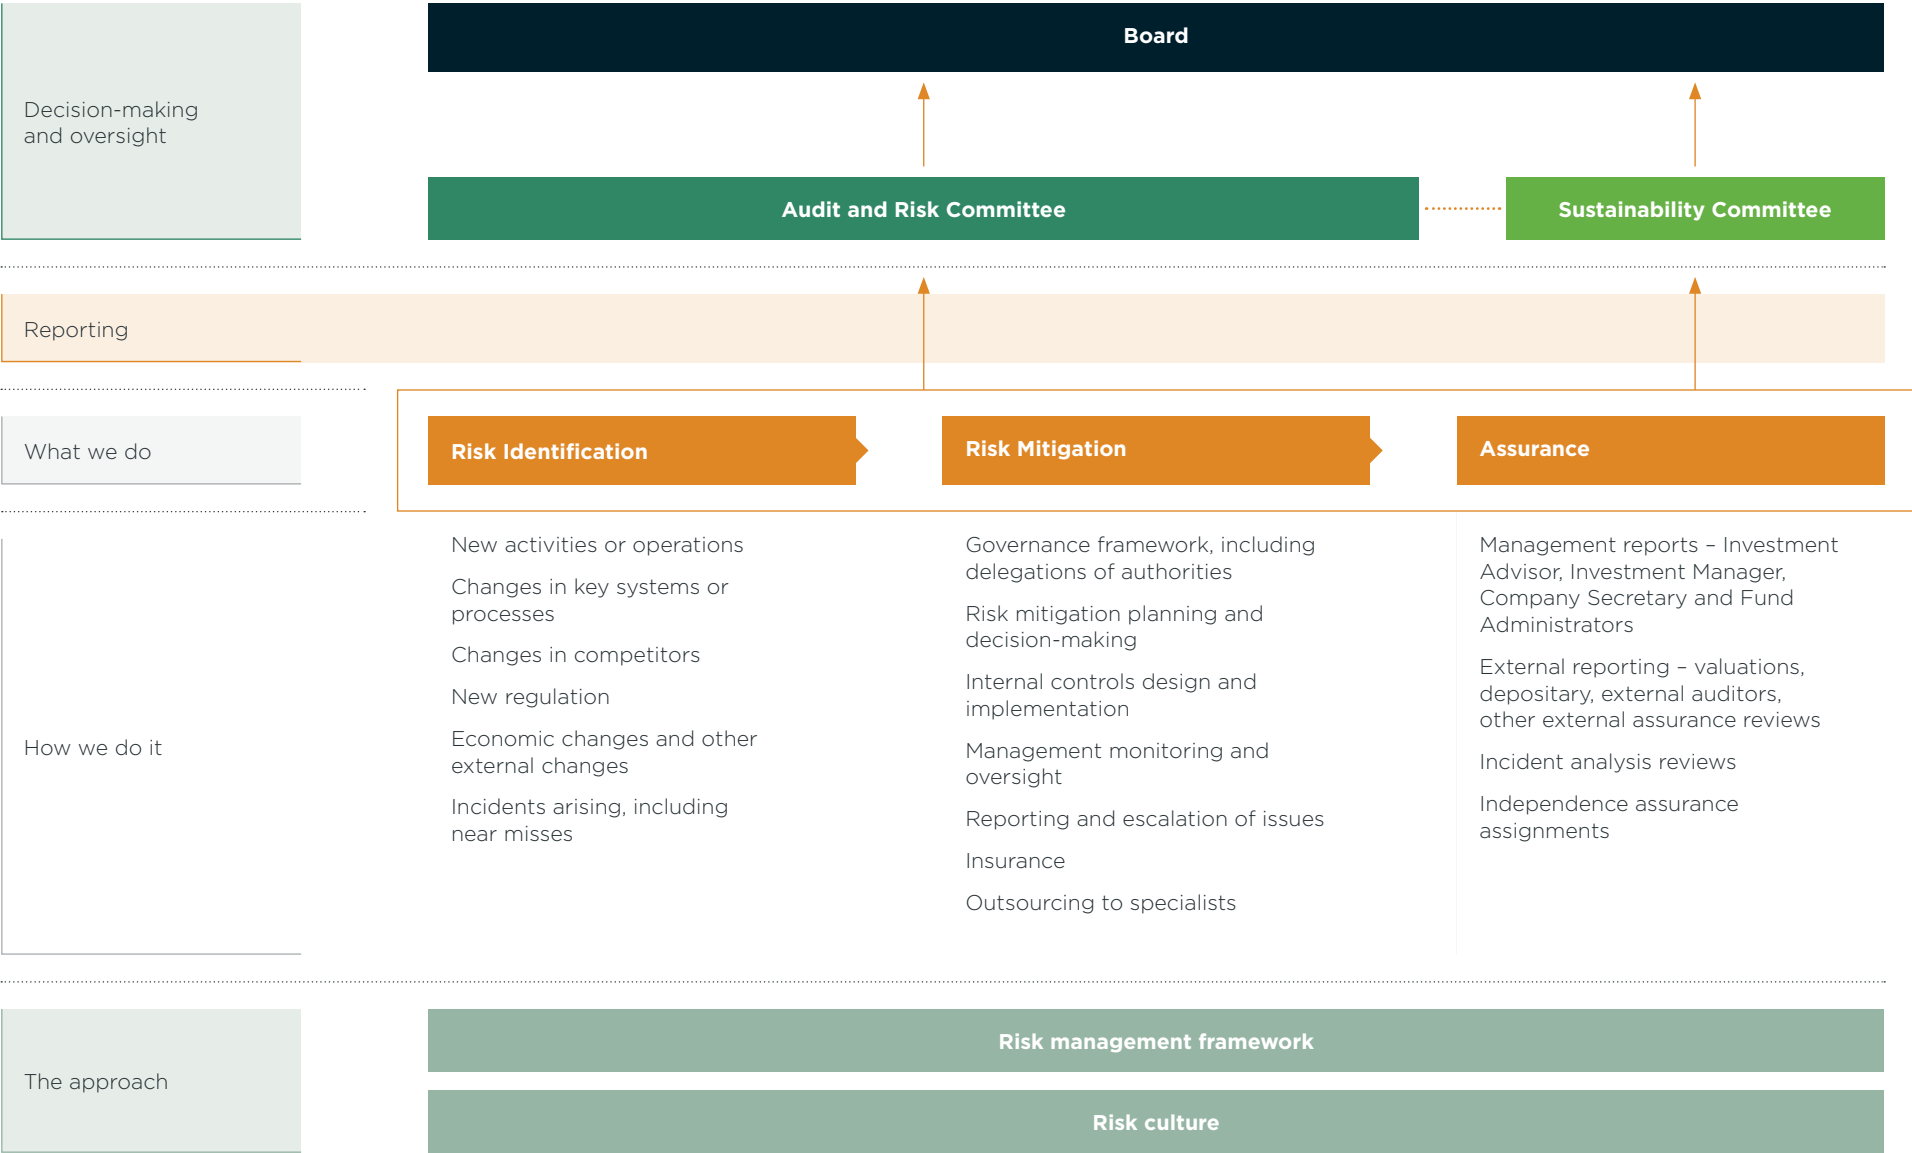 Board
Decision-making
and oversight
Audit and Risk Committee
Sustainability Committee
Reporting
What we do
Risk Identification
Risk Mitigation
Assurance
How we do it
New activities or operations
Changes in key systems or
processes
Changes in competitors
New regulation
Economic changes and other
external changes
Incidents arising, including
near misses
Governance framework, including
delegations of authorities
Risk mitigation planning and
decision-making
Internal controls design and
implementation
Management monitoring and
oversight
Reporting and escalation of issues
Insurance
Outsourcing to specialists
Management reports – Investment
Advisor, Investment Manager,
Company Secretary and Fund
Administrators
External reporting – valuations,
depositary, external auditors,
other external assurance reviews
Incident analysis reviews
Independence assurance
assignments
The approach
Risk management framework
Risk culture